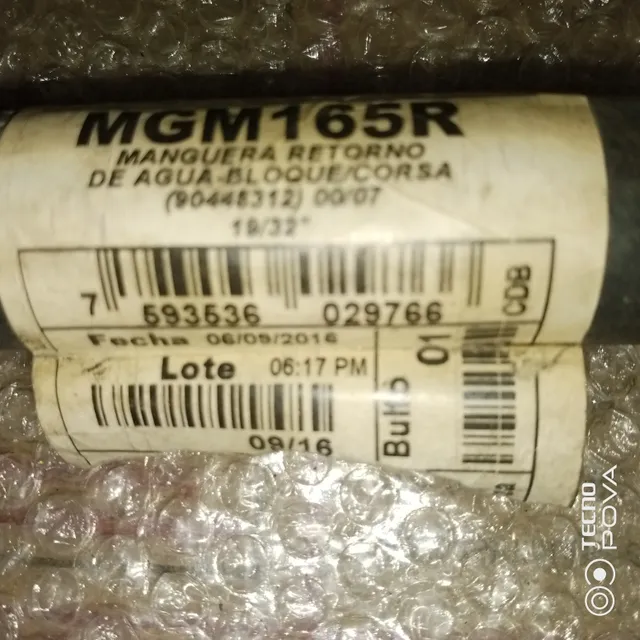 MGM165R
MANGUERA RETORNO
DE AGUA-BLOQUE/CORSA
(90448312) 00/07
19/32"
7 593536 029766
CDB
Fecha 06/09/2016
Lote 06:17 PM
09/16
Bulto 01
TECNO
POVA